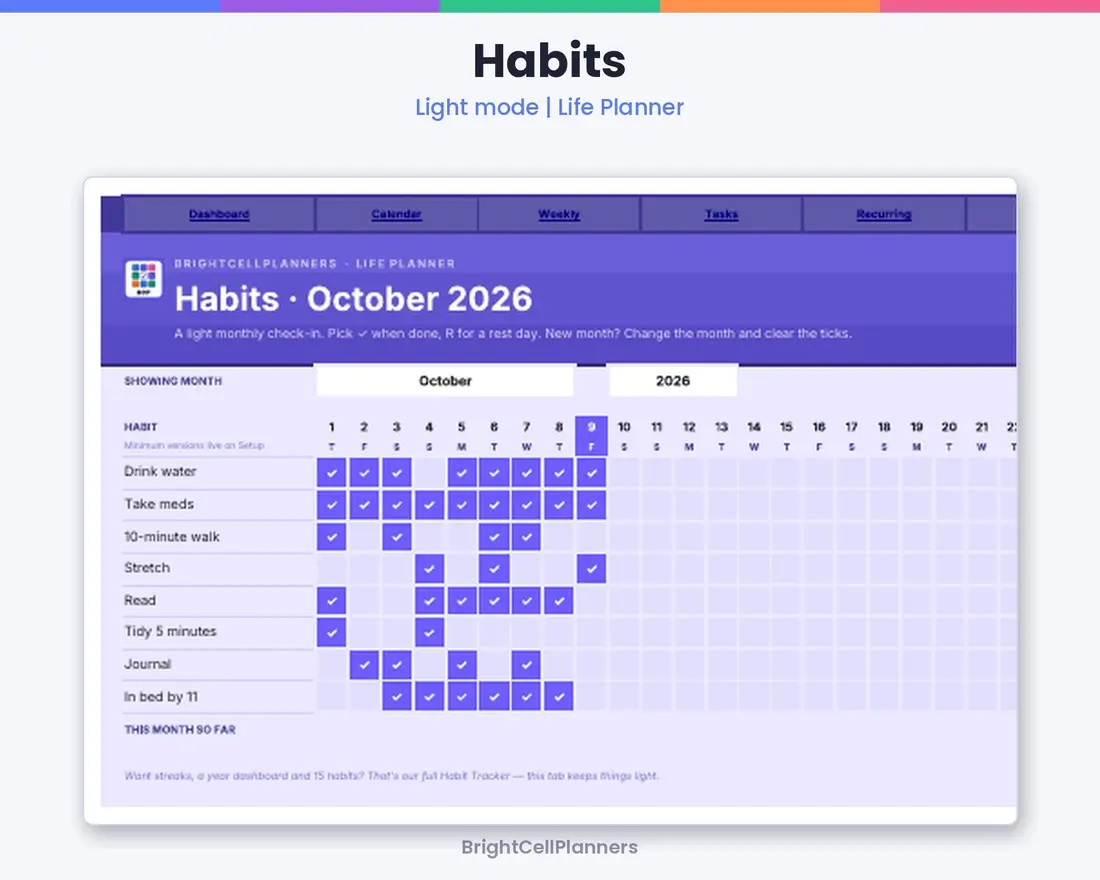 Habits
Light mode | Life Planner
Dashboard Calendar Weekly Tasks Recurring
BRIGHTCELLPLANNERS · LIFE PLANNER
Habits · October 2026
A light monthly check-in. Pick ✓ when done, R for a rest day. New month? Change the month and clear the ticks.
SHOWING MONTH October 2026
HABIT 1 2 3 4 5 6 7 8 9 10 11 12 13 14 15 16 17 18 19 20 21
Minimum versions live on Setup T F S S M T W T F S S M T W T F S S M T W T
Drink water ✓ ✓ ✓ ✓ ✓ ✓ ✓ ✓
Take meds ✓ ✓ ✓ ✓ ✓ ✓ ✓ ✓ ✓
10-minute walk ✓ ✓ ✓ ✓
Stretch ✓ ✓ ✓
Read ✓ ✓ ✓ ✓ ✓ ✓
Tidy 5 minutes ✓ ✓
Journal ✓ ✓ ✓ ✓
In bed by 11 ✓ ✓ ✓ ✓ ✓ ✓
THIS MONTH SO FAR
Want streaks, a year dashboard and 15 habits? That's our full Habit Tracker — this tab keeps things light.
BrightCellPlanners